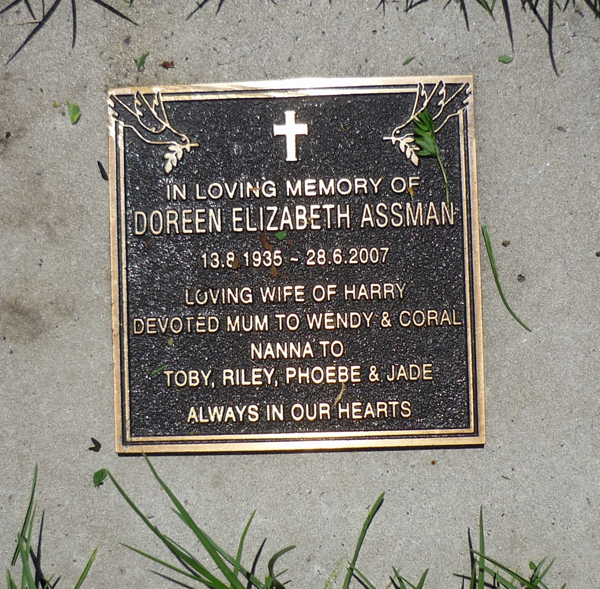 IN LOVING MEMORY OF
DOREEN ELIZABETH ASSMAN
13.8 1935 ~ 28.6.2007
LOVING WIFE OF HARRY
DEVOTED MUM TO WENDY & CORAL
NANNA TO
TOBY, RILEY, PHOEBE & JADE
ALWAYS IN OUR HEARTS